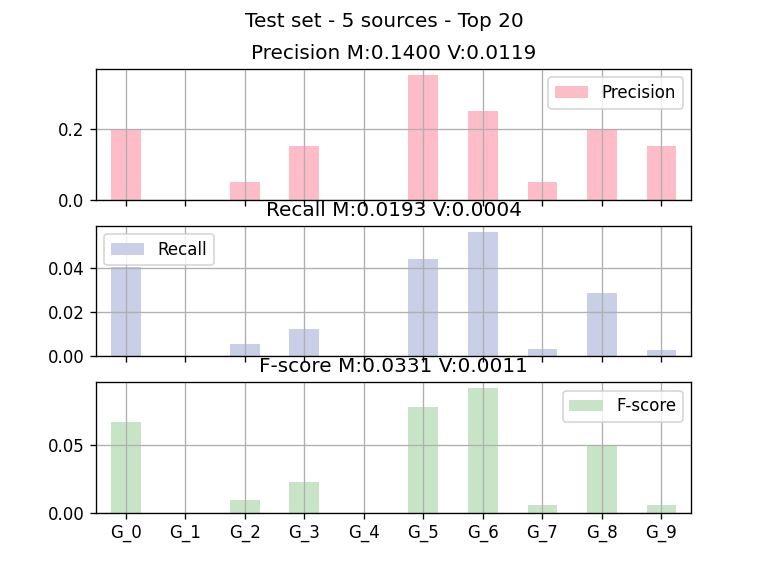 Test set - 5 sources - Top 20
Precision M:0.1400 V:0.0119
Precision
0.2
0.0
Recall M:0.0193 V:0.0004
Recall
0.04
0.02
0.00
F-score M:0.0331 V:0.0011
F-score
0.05
0.00
G_0 G_1 G_2 G_3 G_4 G_5 G_6 G_7 G_8 G_9